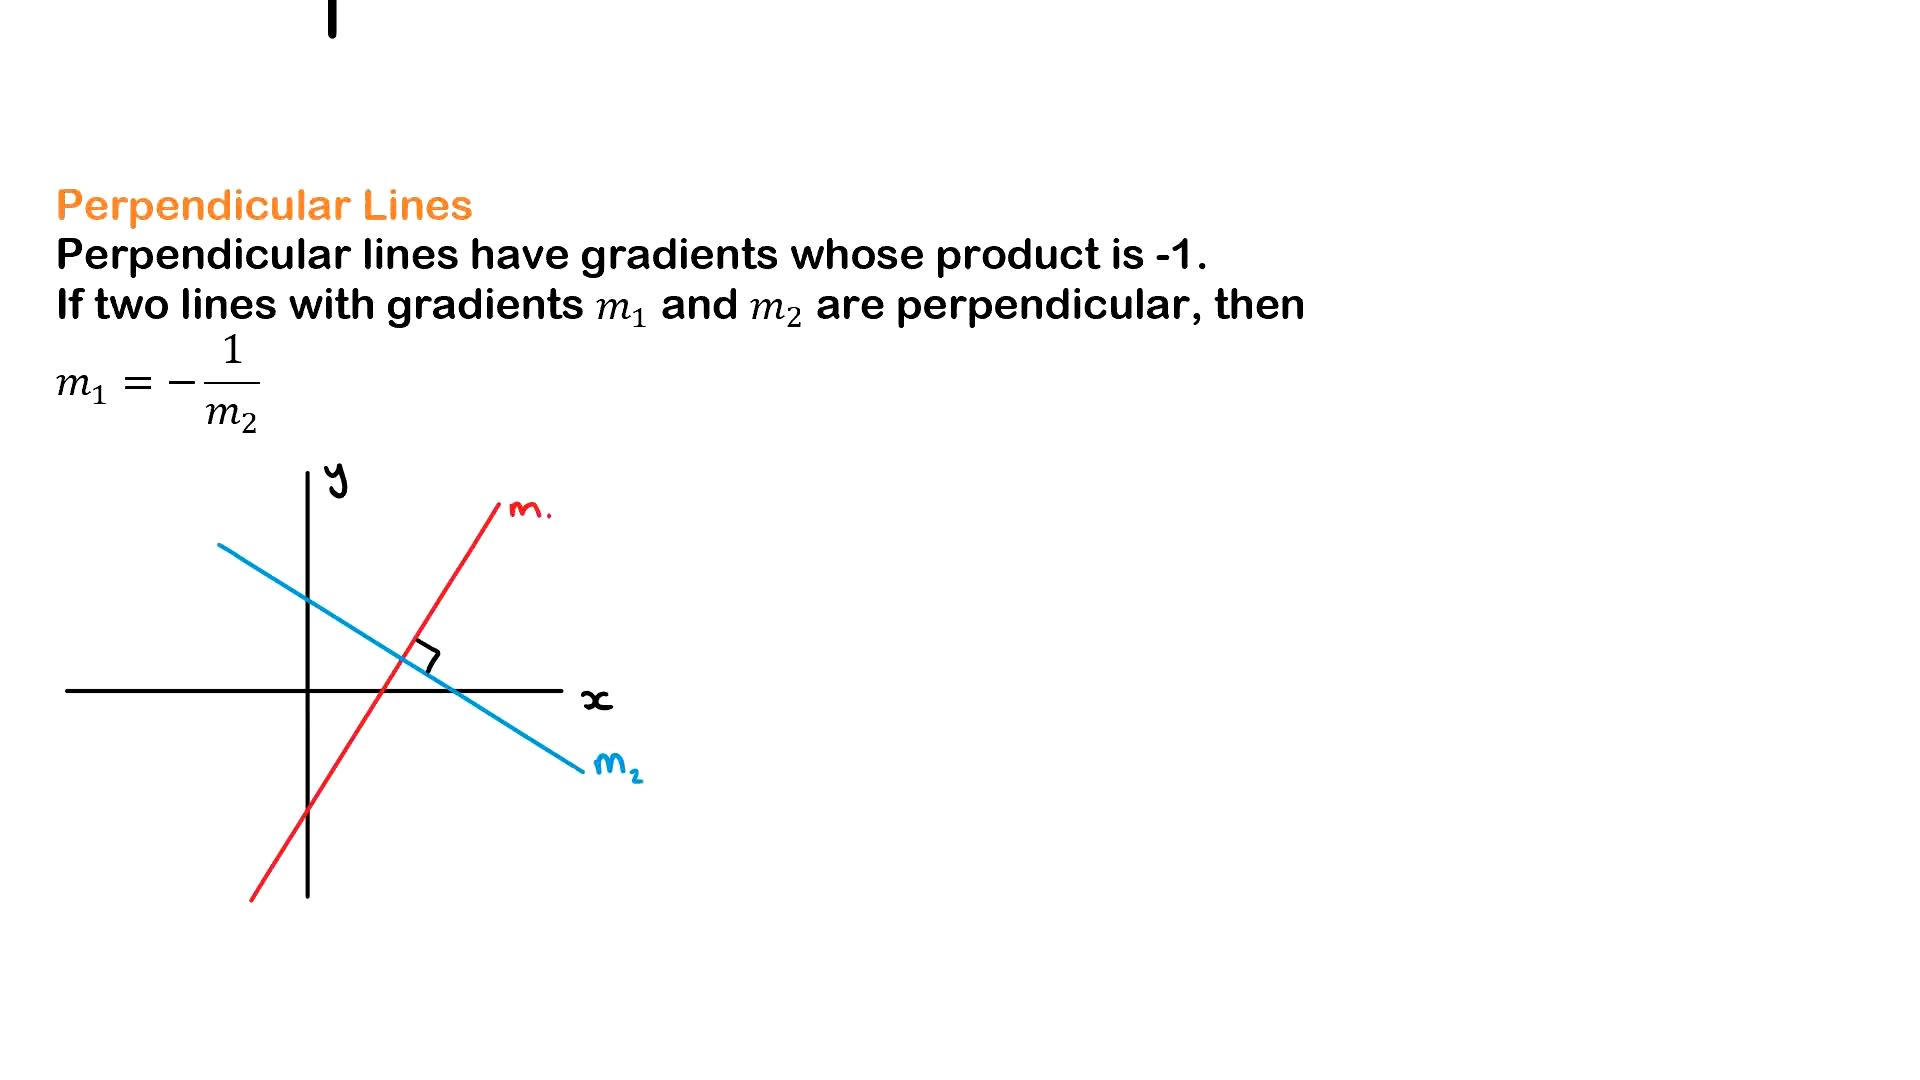 Perpendicular Lines
Perpendicular lines have gradients whose product is -1.
If two lines with gradients m₁ and m₂ are perpendicular, then
m₁ = −1/m₂
y
m.
x
m₂